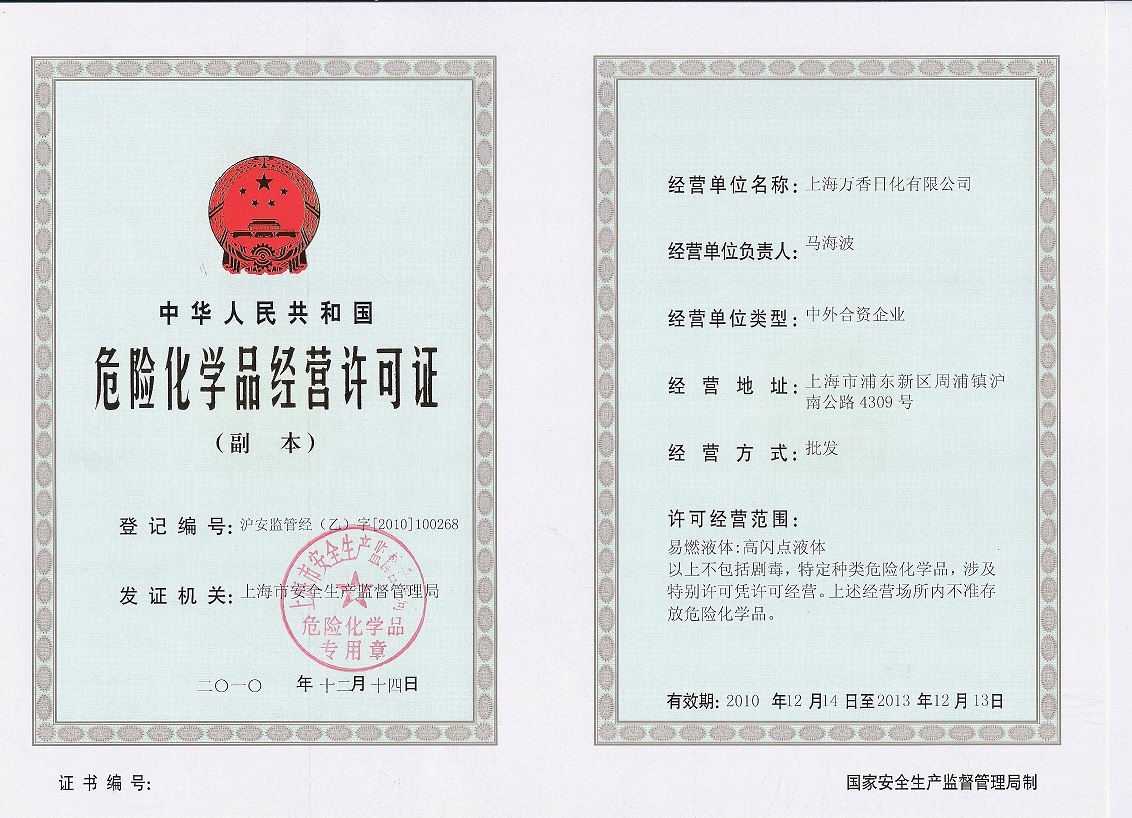 中华人民共和国
危险化学品经营许可证
（副 本）
登记编号：沪安监管经（乙）字[2010]100268
发证机关：上海市安全生产监督管理局
二〇一〇 年十二月十四日
上海市安全生产监
危险化学品
专用章
证书编号：
经营单位名称：上海万香日化有限公司
经营单位负责人：马海波
经营单位类型：中外合资企业
经营地址：上海市浦东新区周浦镇沪
南公路 4309 号
经营方式：批发
许可经营范围：
易燃液体：高闪点液体
以上不包括剧毒，特定种类危险化学品，涉及
特别许可凭许可经营。上述经营场所内不准存
放危险化学品。
有效期：2010 年12 月14 日至2013 年12 月13日
国家安全生产监督管理局制